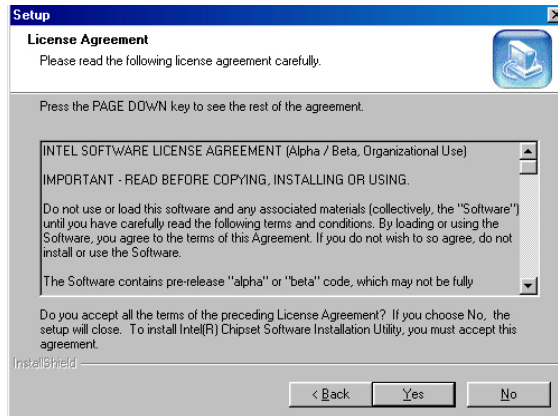 Setup
License Agreement
Please read the following license agreement carefully.
Press the PAGE DOWN key to see the rest of the agreement.
INTEL SOFTWARE LICENSE AGREEMENT (Alpha / Beta, Organizational Use)
IMPORTANT - READ BEFORE COPYING, INSTALLING OR USING.
Do not use or load this software and any associated materials (collectively, the "Software")
until you have carefully read the following terms and conditions. By loading or using the
Software, you agree to the terms of this Agreement. If you do not wish to so agree, do not
install or use the Software.
The Software contains pre-release "alpha" or "beta" code, which may not be fully
Do you accept all the terms of the preceding License Agreement? If you choose No, the
setup will close. To install Intel(R) Chipset Software Installation Utility, you must accept this
agreement.
InstallShield
< Back
Yes
No